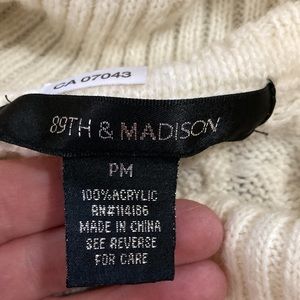 CA 07043
89TH & MADISON
PM
100% ACRYLIC
RN#114186
MADE IN CHINA
SEE REVERSE
FOR CARE